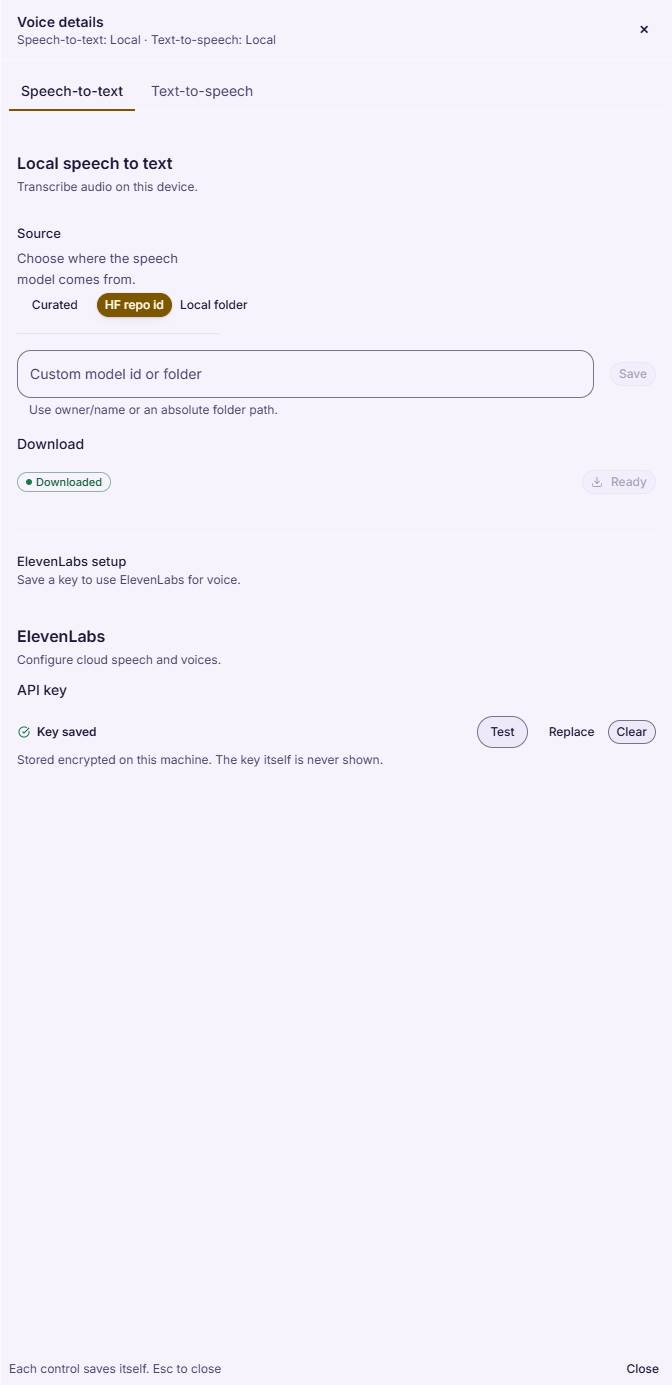 Voice details
Speech-to-text: Local · Text-to-speech: Local
Speech-to-text
Text-to-speech
Local speech to text
Transcribe audio on this device.
Source
Choose where the speech
model comes from.
Curated
HF repo id
Local folder
Custom model id or folder
Save
Use owner/name or an absolute folder path.
Download
Downloaded
Ready
ElevenLabs setup
Save a key to use ElevenLabs for voice.
ElevenLabs
Configure cloud speech and voices.
API key
Key saved
Test
Replace
Clear
Stored encrypted on this machine. The key itself is never shown.
Each control saves itself. Esc to close
Close